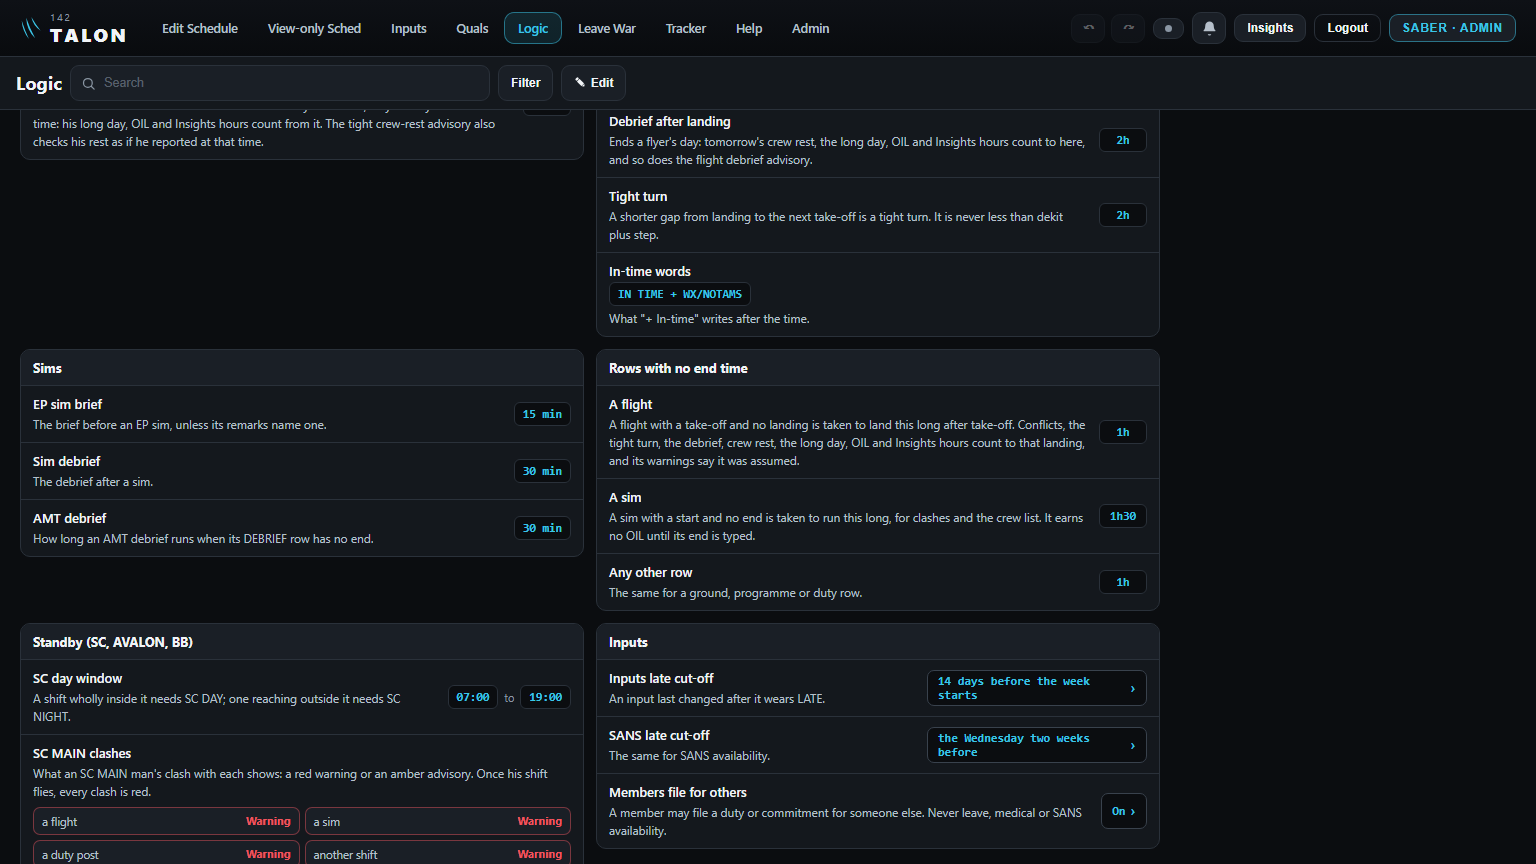 142
TALON
Edit Schedule
View-only Sched
Inputs
Quals
Logic
Leave War
Tracker
Help
Admin
Insights
Logout
SABER · ADMIN
Logic
Search
Filter
Edit
time: his long day, OIL and Insights hours count from it. The tight crew-rest advisory also
checks his rest as if he reported at that time.
Debrief after landing
Ends a flyer's day: tomorrow's crew rest, the long day, OIL and Insights hours count to here,
and so does the flight debrief advisory.
2h
Tight turn
A shorter gap from landing to the next take-off is a tight turn. It is never less than dekit
plus step.
2h
In-time words
IN TIME + WX/NOTAMS
What "+ In-time" writes after the time.
Sims
EP sim brief
The brief before an EP sim, unless its remarks name one.
15 min
Sim debrief
The debrief after a sim.
30 min
AMT debrief
How long an AMT debrief runs when its DEBRIEF row has no end.
30 min
Rows with no end time
A flight
A flight with a take-off and no landing is taken to land this long after take-off. Conflicts, the
tight turn, the debrief, crew rest, the long day, OIL and Insights hours count to that landing,
and its warnings say it was assumed.
1h
A sim
A sim with a start and no end is taken to run this long, for clashes and the crew list. It earns
no OIL until its end is typed.
1h30
Any other row
The same for a ground, programme or duty row.
1h
Standby (SC, AVALON, BB)
SC day window
A shift wholly inside it needs SC DAY; one reaching outside it needs SC
NIGHT.
07:00 to 19:00
SC MAIN clashes
What an SC MAIN man's clash with each shows: a red warning or an amber advisory. Once his shift
flies, every clash is red.
a flight Warning
a sim Warning
a duty post Warning
another shift Warning
Inputs
Inputs late cut-off
An input last changed after it wears LATE.
14 days before the week
starts ›
SANS late cut-off
The same for SANS availability.
the Wednesday two weeks
before ›
Members file for others
A member may file a duty or commitment for someone else. Never leave, medical or SANS
availability.
On ›